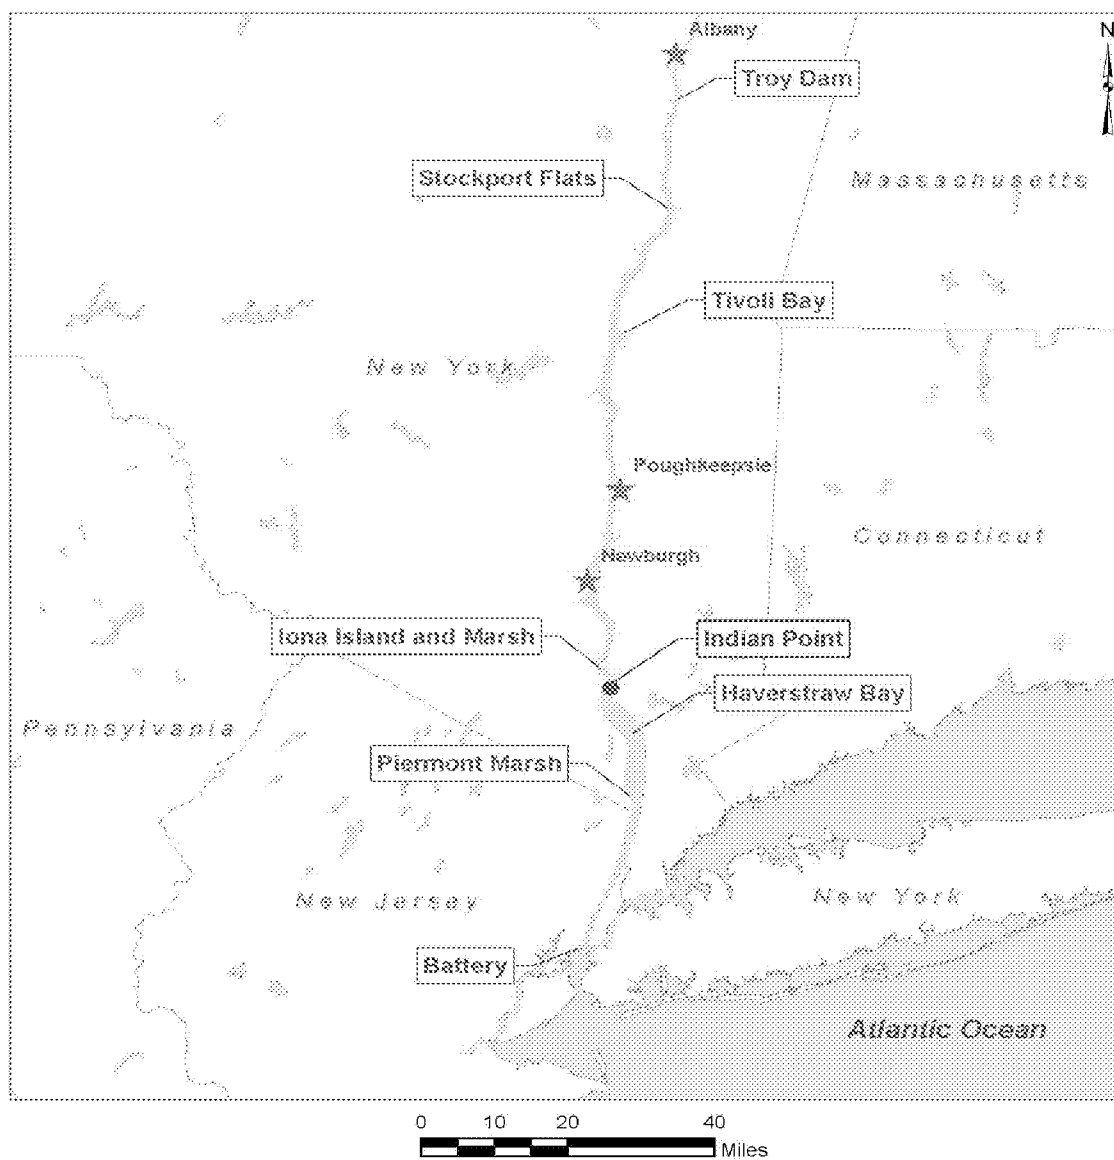 Albany
N
Troy Dam
Stockport Flats
Massachusetts
Tivoli Bay
New York
Poughkeepsie
Connecticut
Newburgh
Iona Island and Marsh
Indian Point
Haverstraw Bay
Pennsylvania
Piermont Marsh
New Jersey
New York
Battery
Atlantic Ocean
0 10 20 40
Miles